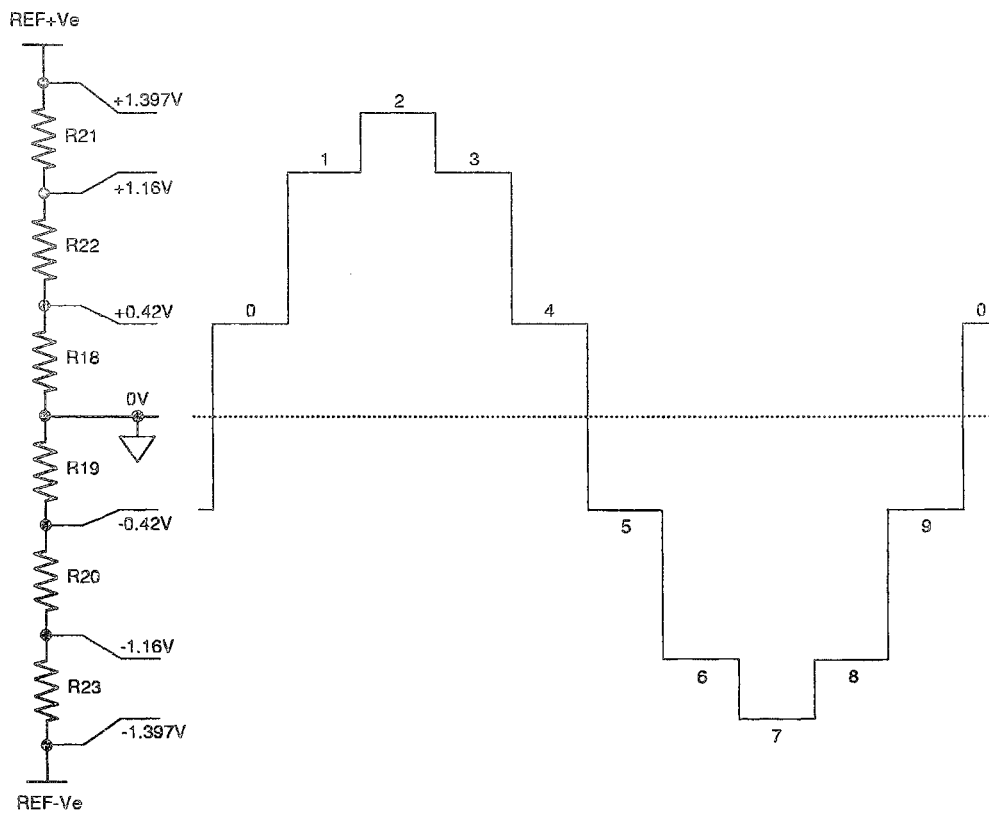 REF+Ve
+1.397V
R21
+1.16V
R22
+0.42V
R18
0V
R19
-0.42V
R20
-1.16V
R23
-1.397V
REF-Ve
0
1
2
3
4
5
6
7
8
9
0